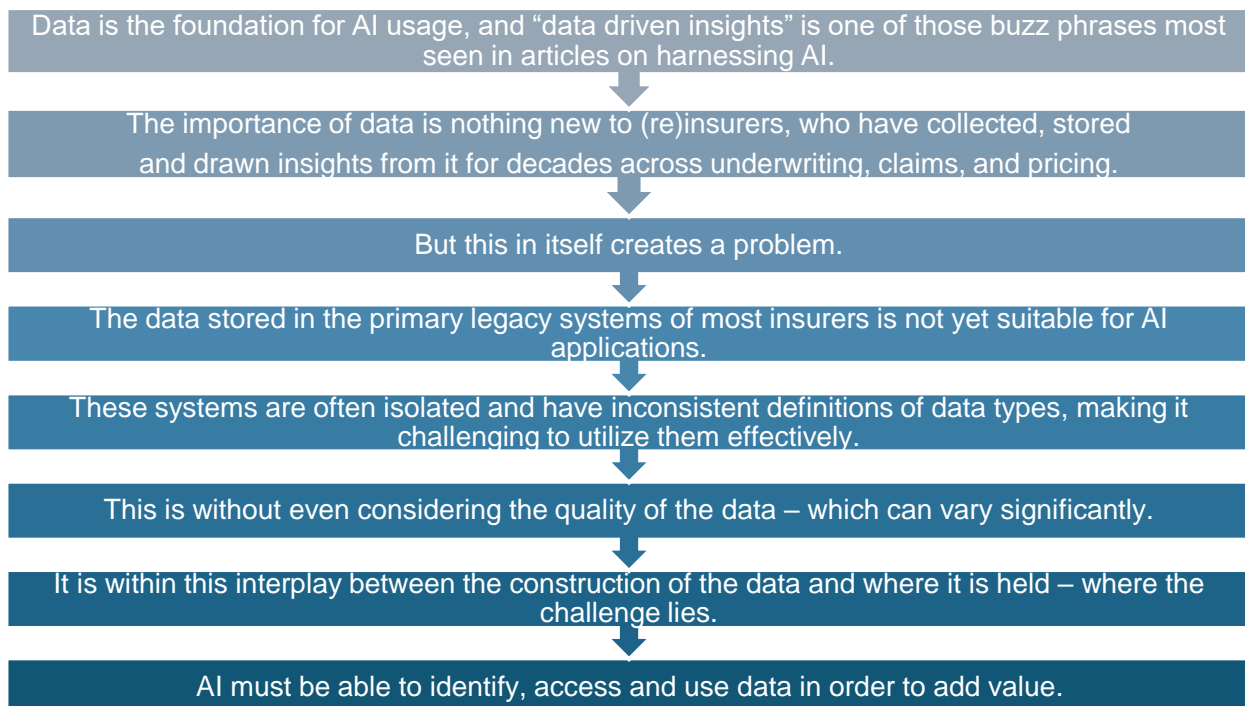 Data is the foundation for AI usage, and “data driven insights” is one of those buzz phrases most
seen in articles on harnessing AI.
The importance of data is nothing new to (re)insurers, who have collected, stored
and drawn insights from it for decades across underwriting, claims, and pricing.
But this in itself creates a problem.
The data stored in the primary legacy systems of most insurers is not yet suitable for AI
applications.
These systems are often isolated and have inconsistent definitions of data types, making it
challenging to utilize them effectively.
This is without even considering the quality of the data – which can vary significantly.
It is within this interplay between the construction of the data and where it is held – where the
challenge lies.
AI must be able to identify, access and use data in order to add value.